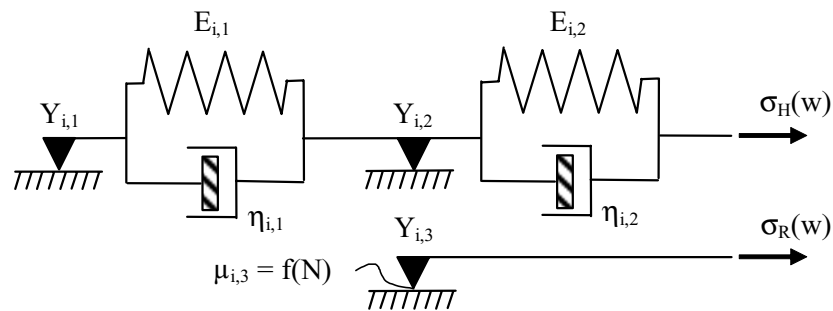 E_{i,1}
E_{i,2}
Y_{i,1}
Y_{i,2}
σ_H(w)
η_{i,1}
η_{i,2}
Y_{i,3}
σ_R(w)
μ_{i,3} = f(N)